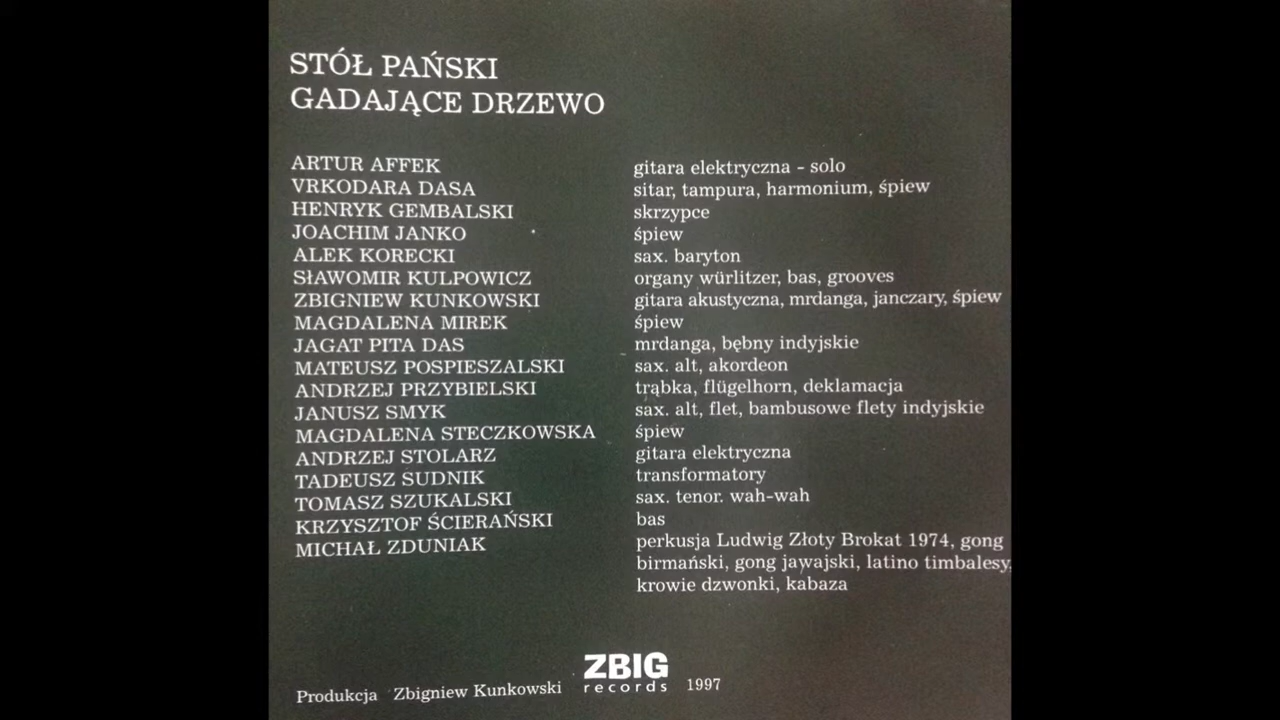 STÓŁ PAŃSKI
GADAJĄCE DRZEWO
ARTUR AFFEK gitara elektryczna - solo
VRKODARA DASA sitar, tampura, harmonium, śpiew
HENRYK GEMBALSKI skrzypce
JOACHIM JANKO śpiew
ALEK KORECKI sax. baryton
SŁAWOMIR KULPOWICZ organy würlitzer, bas, grooves
ZBIGNIEW KUNKOWSKI gitara akustyczna, mrdanga, janczary, śpiew
MAGDALENA MIREK śpiew
JAGAT PITA DAS mrdanga, bębny indyjskie
MATEUSZ POSPIESZALSKI sax. alt, akordeon
ANDRZEJ PRZYBIELSKI trąbka, flügelhorn, deklamacja
JANUSZ SMYK sax. alt, flet, bambusowe flety indyjskie
MAGDALENA STECZKOWSKA śpiew
ANDRZEJ STOLARZ gitara elektryczna
TADEUSZ SUDNIK transformatory
TOMASZ SZUKALSKI sax. tenor. wah-wah
KRZYSZTOF ŚCIERAŃSKI bas
MICHAŁ ZDUNIAK perkusja Ludwig Złoty Brokat 1974, gong
birmański, gong jawajski, latino timbalesy,
krowie dzwonki, kabaza
Produkcja Zbigniew Kunkowski ZBIG records 1997